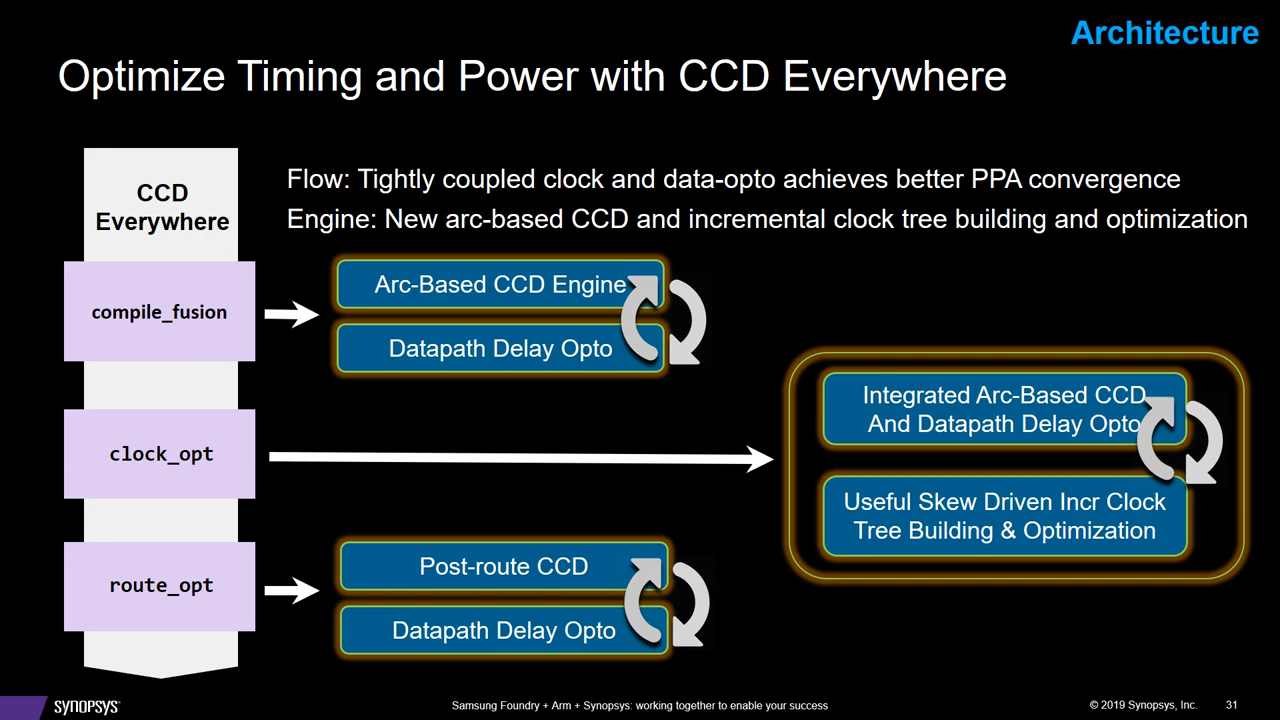 Architecture
Optimize Timing and Power with CCD Everywhere
CCD
Everywhere
Flow: Tightly coupled clock and data-opto achieves better PPA convergence
Engine: New arc-based CCD and incremental clock tree building and optimization
compile_fusion
Arc-Based CCD Engine
Datapath Delay Opto
clock_opt
Integrated Arc-Based CCD
And Datapath Delay Opto
Useful Skew Driven Incr Clock
Tree Building & Optimization
route_opt
Post-route CCD
Datapath Delay Opto
SYNOPSYS
Samsung Foundry + Arm + Synopsys: working together to enable your success
© 2019 Synopsys, Inc. 31